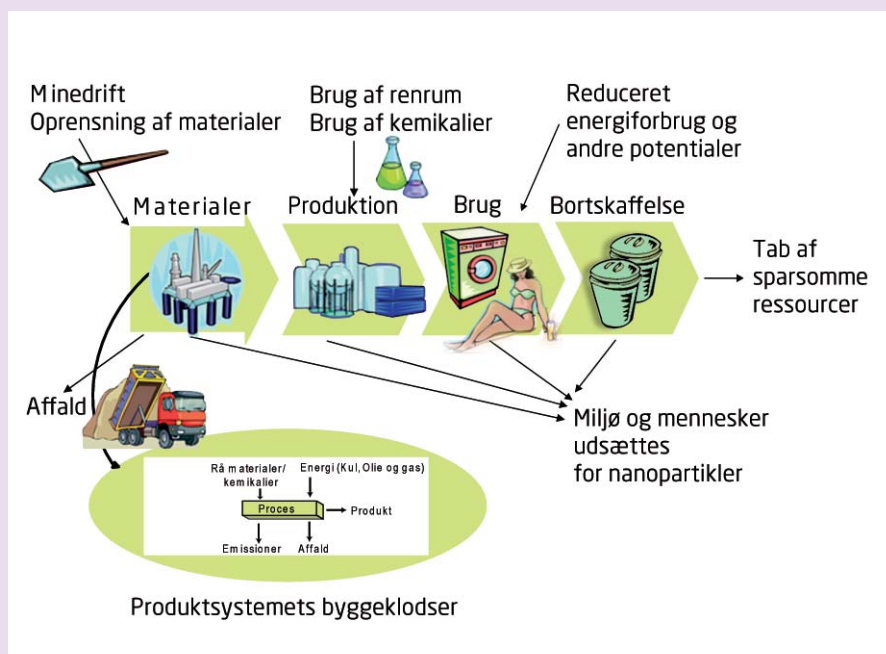 Minedrift
Oprensning af materialer
Brug af renrum
Brug af kemikalier
Reduceret
energiforbrug og
andre potentialer
Materialer
Produktion
Brug
Bortskaffelse
Tab af
sparsomme
ressourcer
Affald
Miljø og mennesker
udsættes
for nanopartikler
Rå materialer/
kemikalier
Energi (Kul, Olie og gas)
Proces
Produkt
Emissioner
Affald
Produktsystemets byggeklodser